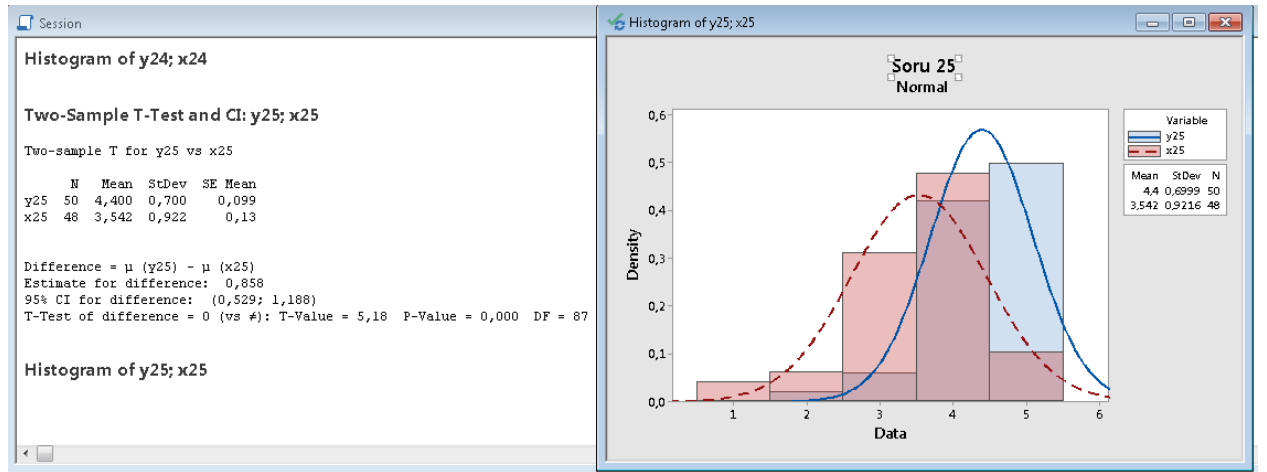 Session
Histogram of y24; x24
Two-Sample T-Test and CI: y25; x25
Two-sample T for y25 vs x25
N Mean StDev SE Mean
y25 50 4,400 0,700 0,099
x25 48 3,542 0,922 0,13
Difference = μ (y25) - μ (x25)
Estimate for difference: 0,858
95% CI for difference: (0,529; 1,188)
T-Test of difference = 0 (vs ≠): T-Value = 5,18 P-Value = 0,000 DF = 87
Histogram of y25; x25
Histogram of y25; x25
Soru 25
Normal
0,6
0,5
0,4
0,3
0,2
0,1
0,0
Density
1 2 3 4 5 6
Data
Variable
y25
x25
Mean StDev N
4,4 0,6999 50
3,542 0,9216 48